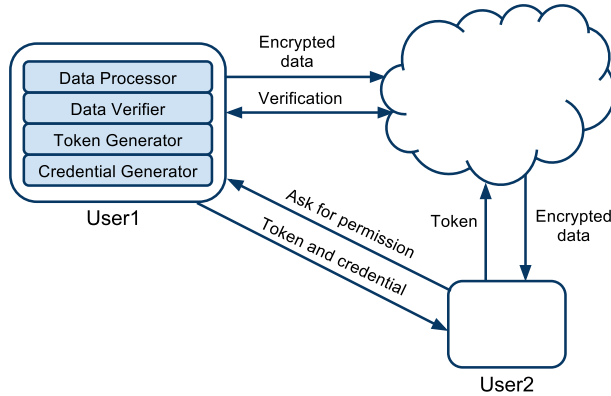 Data Processor
Data Verifier
Token Generator
Credential Generator
User1
Encrypted
data
Verification
Ask for permission
Token and credential
Token
Encrypted
data
User2